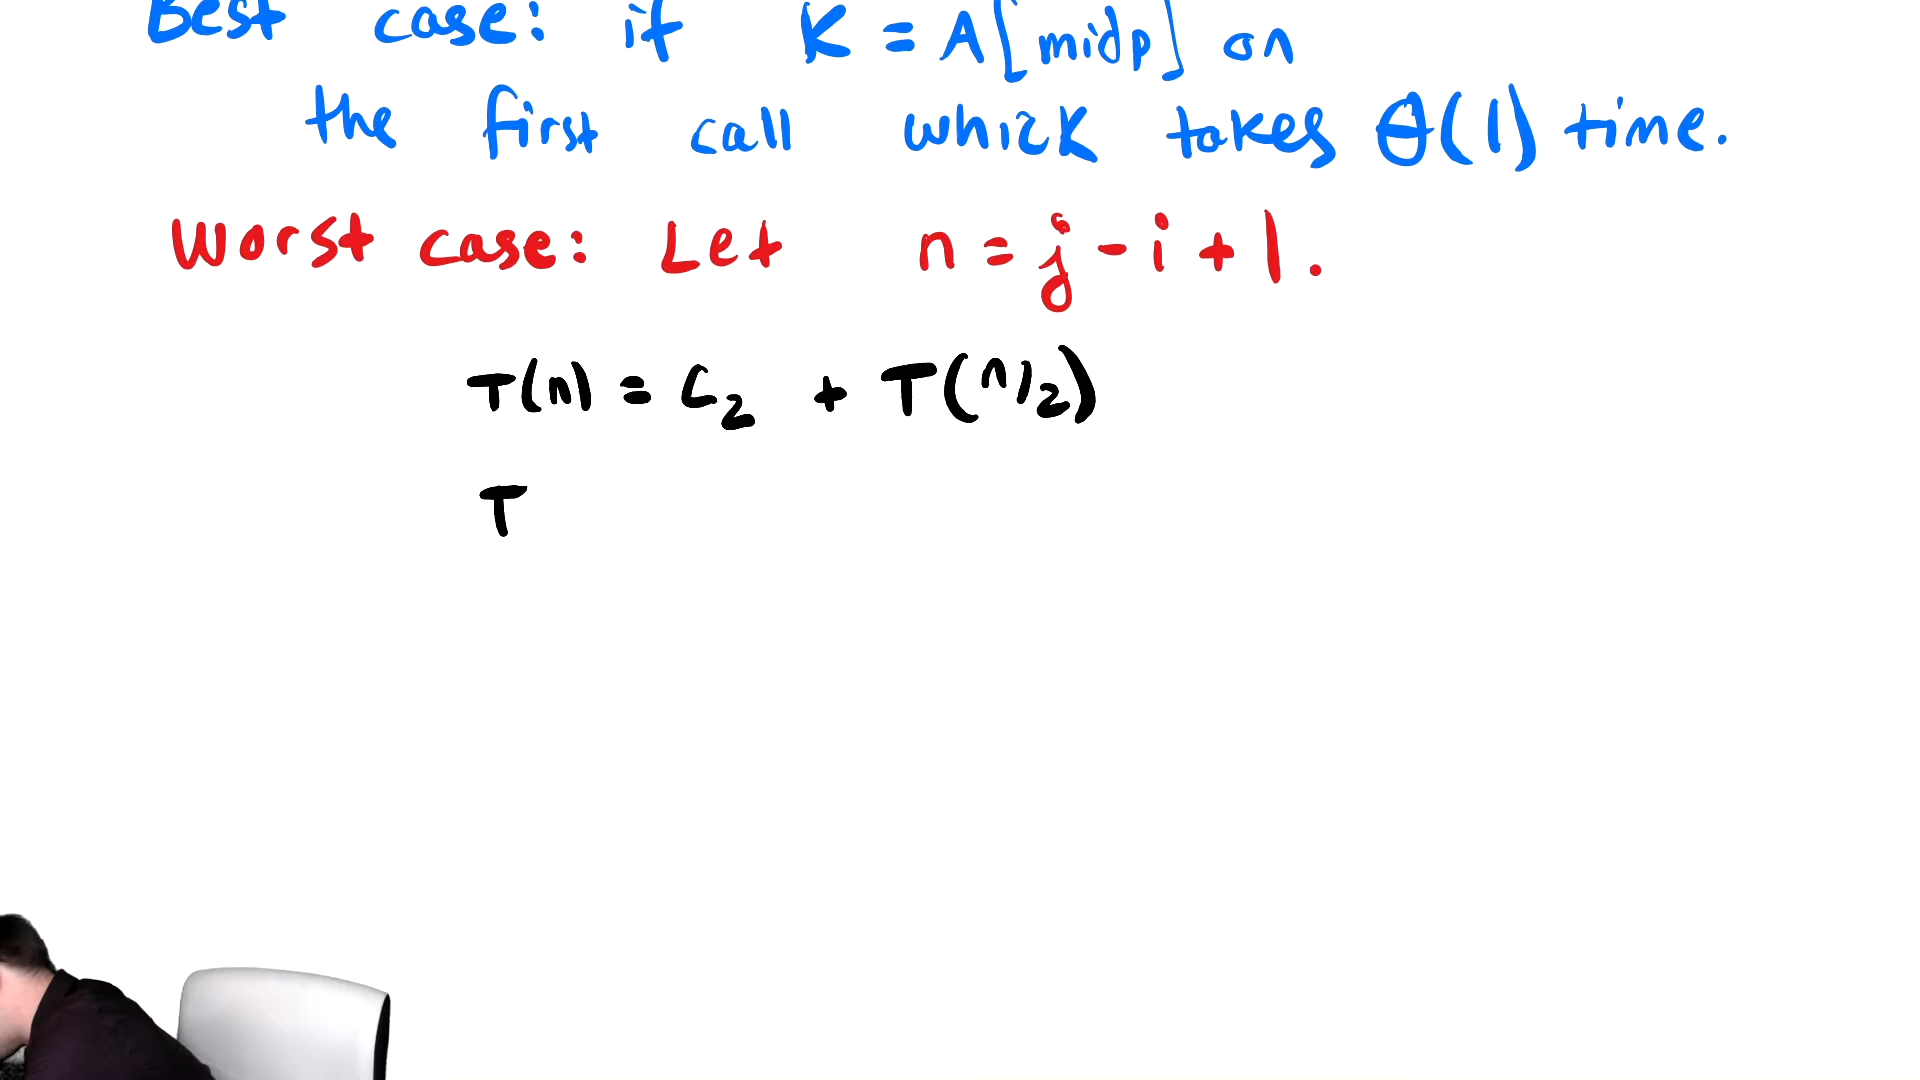 Best case: if K = A[midp] on
the first call which takes Θ(1) time.
Worst case: Let n = j - i + 1.
T(n) = C₂ + T(n/2)
T